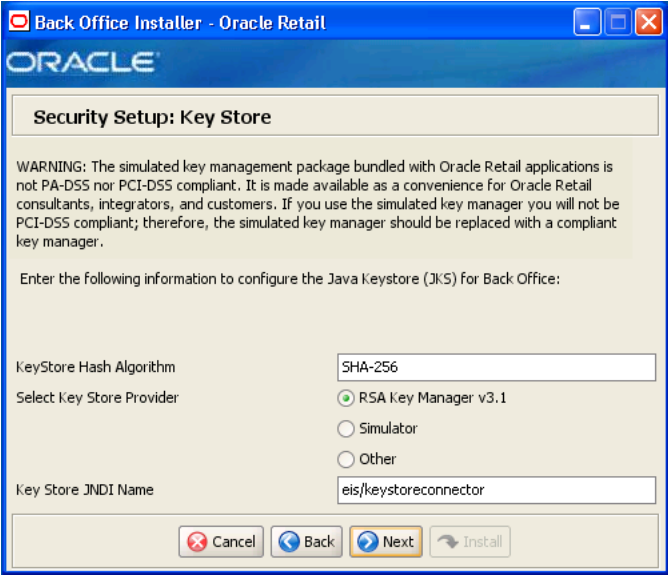 Back Office Installer - Oracle Retail
ORACLE
Security Setup: Key Store
WARNING: The simulated key management package bundled with Oracle Retail applications is
not PA-DSS nor PCI-DSS compliant. It is made available as a convenience for Oracle Retail
consultants, integrators, and customers. If you use the simulated key manager you will not be
PCI-DSS compliant; therefore, the simulated key manager should be replaced with a compliant
key manager.
Enter the following information to configure the Java Keystore (JKS) for Back Office:
KeyStore Hash Algorithm SHA-256
Select Key Store Provider RSA Key Manager v3.1
Simulator
Other
Key Store JNDI Name eis/keystoreconnector
Cancel Back Next Install